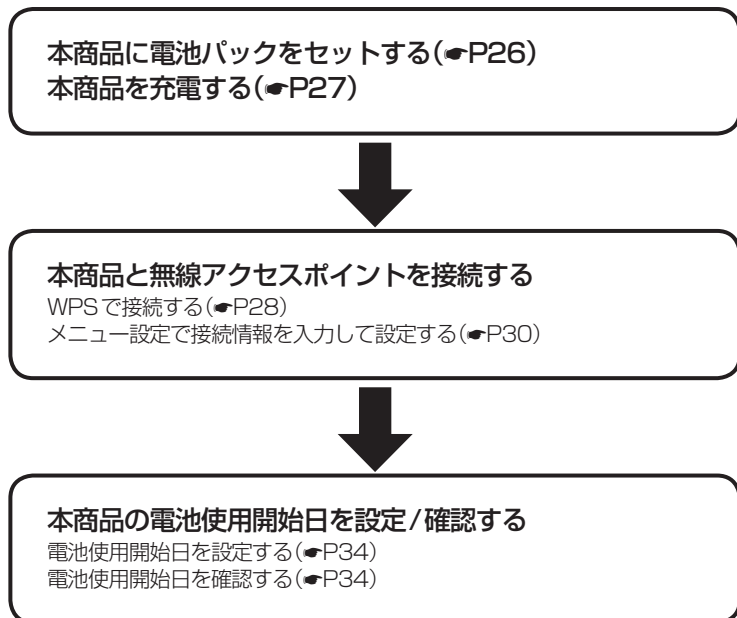 本商品に電池パックをセットする(☛P26)
本商品を充電する(☛P27)
本商品と無線アクセスポイントを接続する
WPSで接続する(☛P28)
メニュー設定で接続情報を入力して設定する(☛P30)
本商品の電池使用開始日を設定/確認する
電池使用開始日を設定する(☛P34)
電池使用開始日を確認する(☛P34)